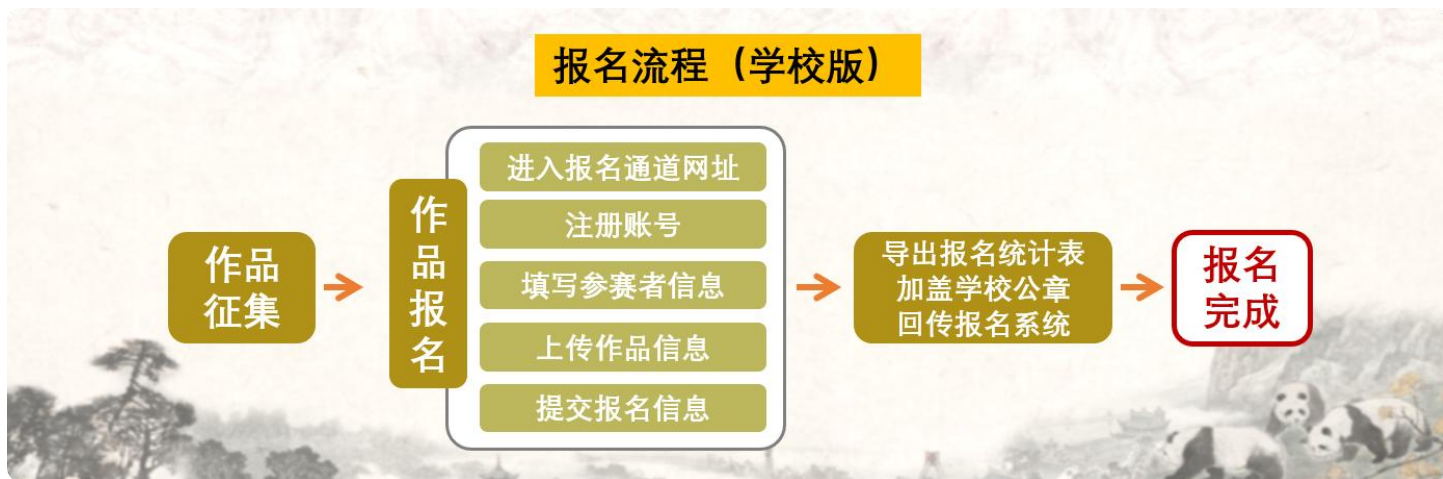 报名流程（学校版）
作品
征集
作品报名
进入报名通道网址
注册账号
填写参赛者信息
上传作品信息
提交报名信息
导出报名统计表
加盖学校公章
回传报名系统
报名
完成